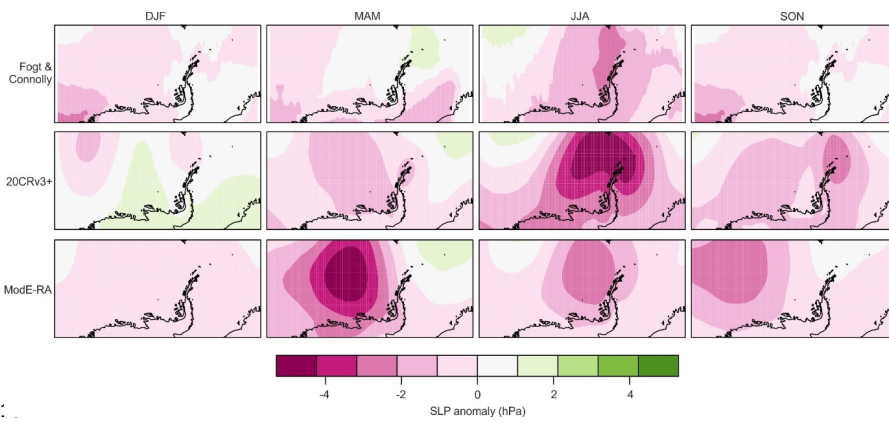 DJF MAM JJA SON
Fogt &
Connolly
20CRv3+
ModE-RA
-4 -2 0 2 4
SLP anomaly (hPa)